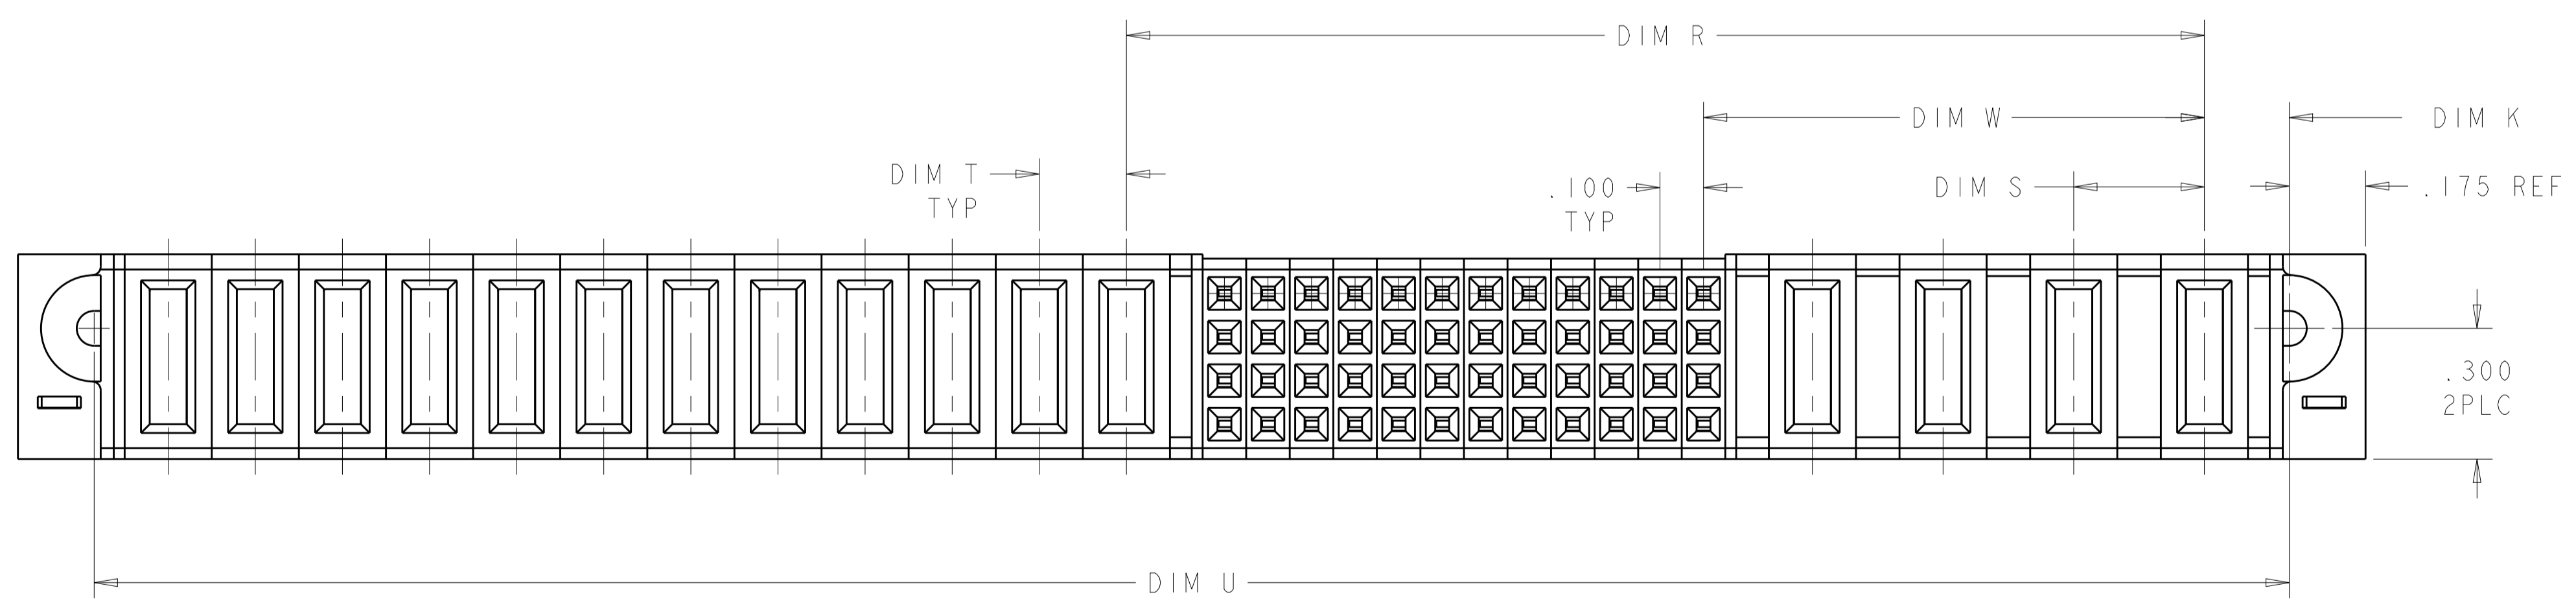 DIM R
DIM W
DIM K
DIM T
TYP
.100
TYP
DIM S
.175 REF
.300
2PLC
DIM U